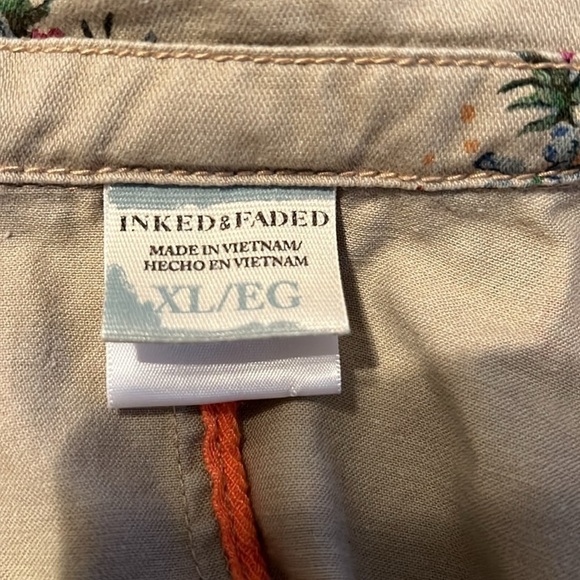 INKED&FADED
MADE IN VIETNAM/
HECHO EN VIETNAM
XL/EG